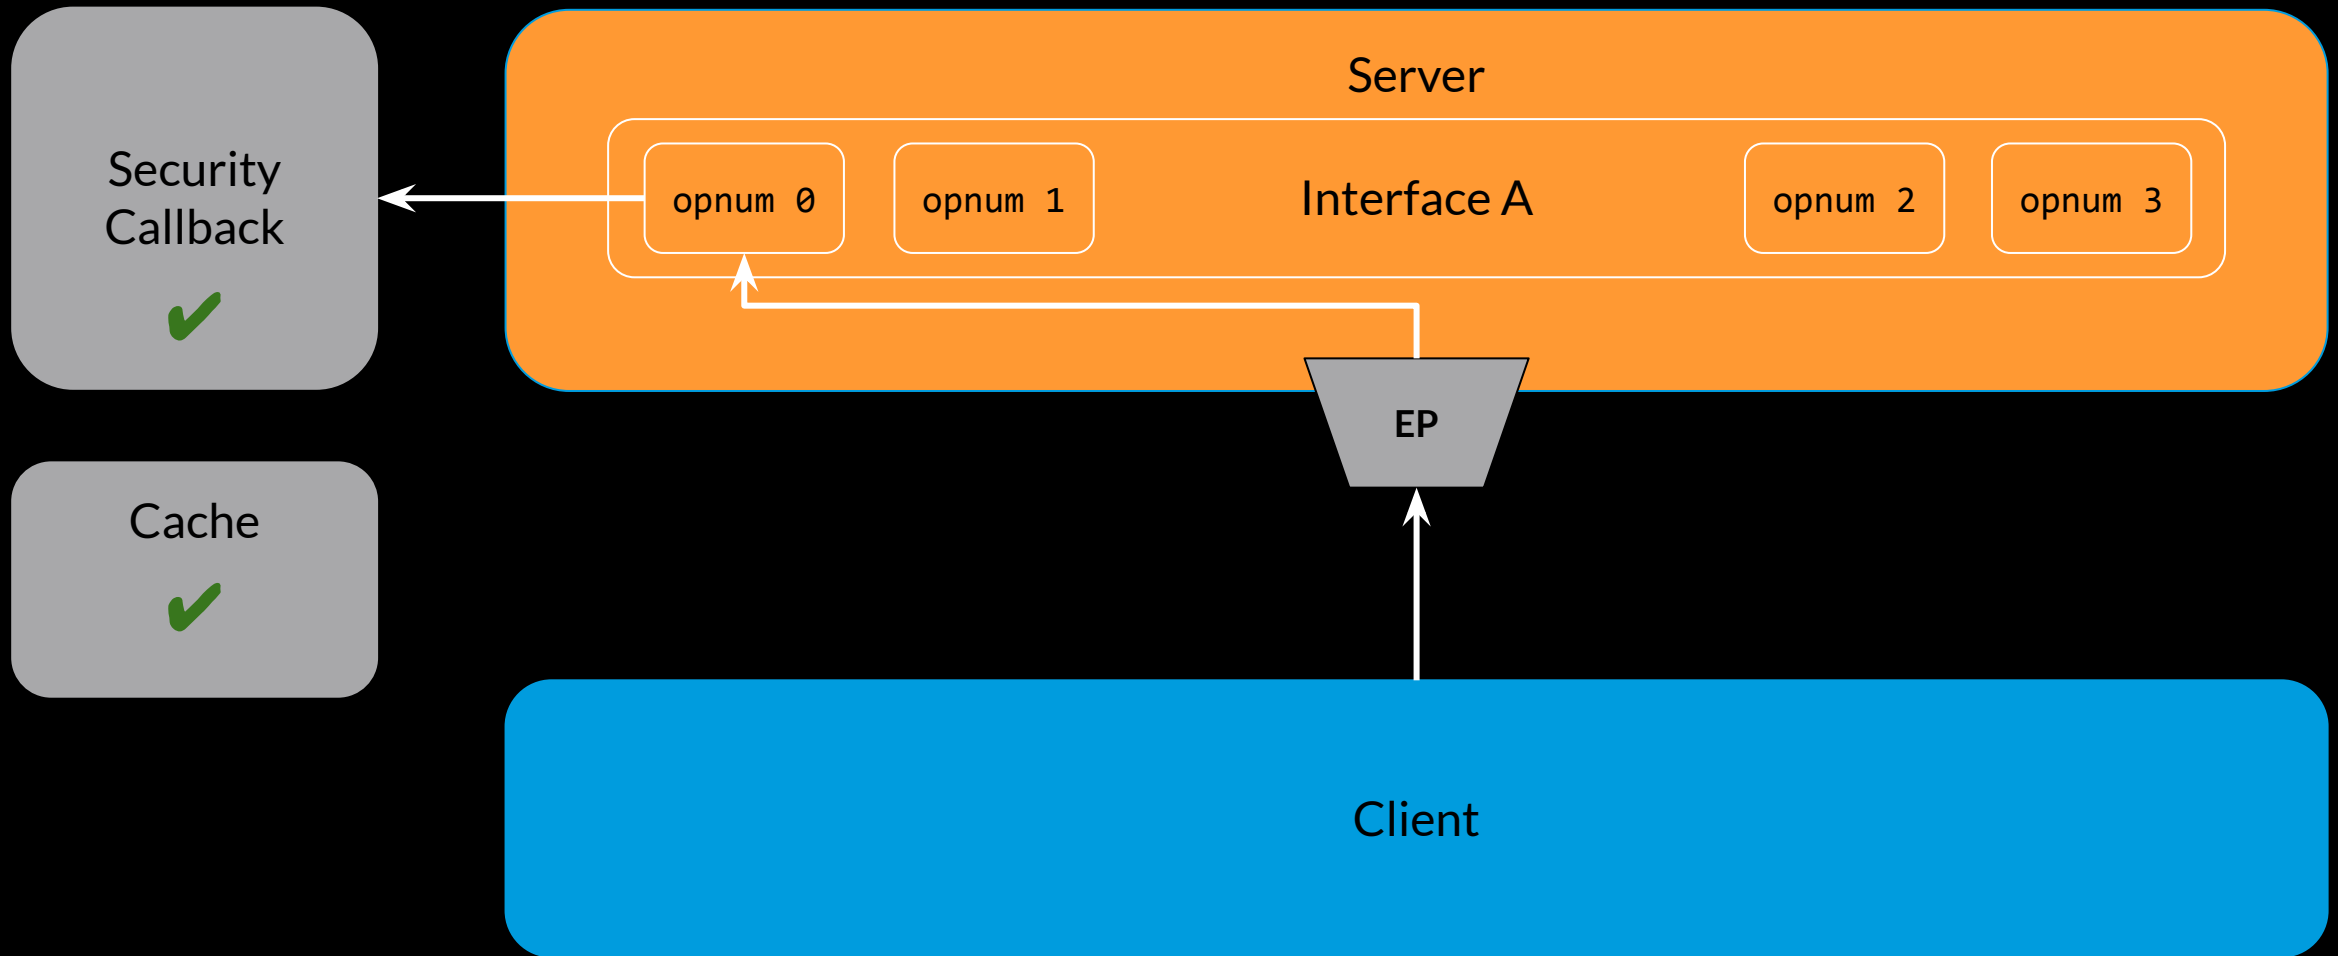 Security
Callback
✔
Cache
✔
Server
opnum 0
opnum 1
Interface A
opnum 2
opnum 3
EP
Client